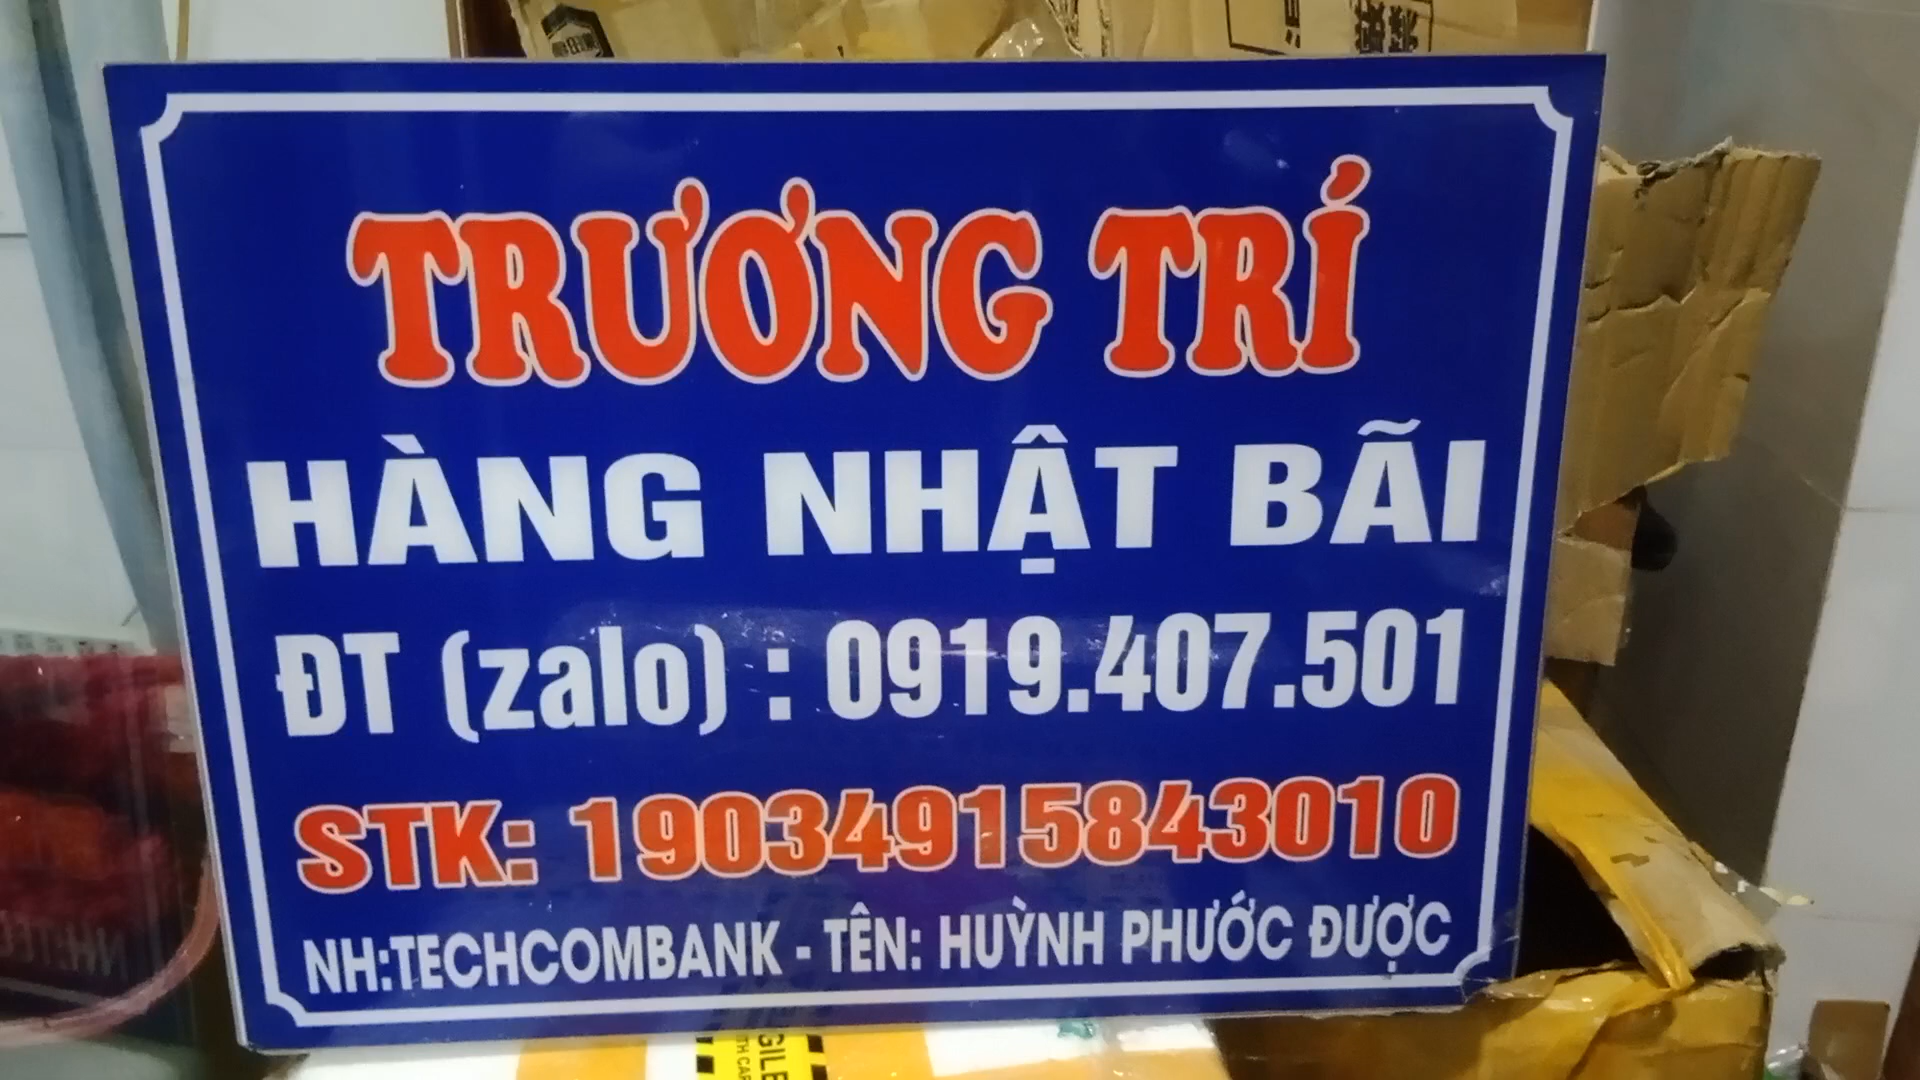 TRƯƠNG TRÍ
HÀNG NHẬT BÃI
ĐT (zalo) : 0919.407.501
STK: 19034915843010
NH:TECHCOMBANK - TÊN: HUỲNH PHƯỚC ĐƯỢC